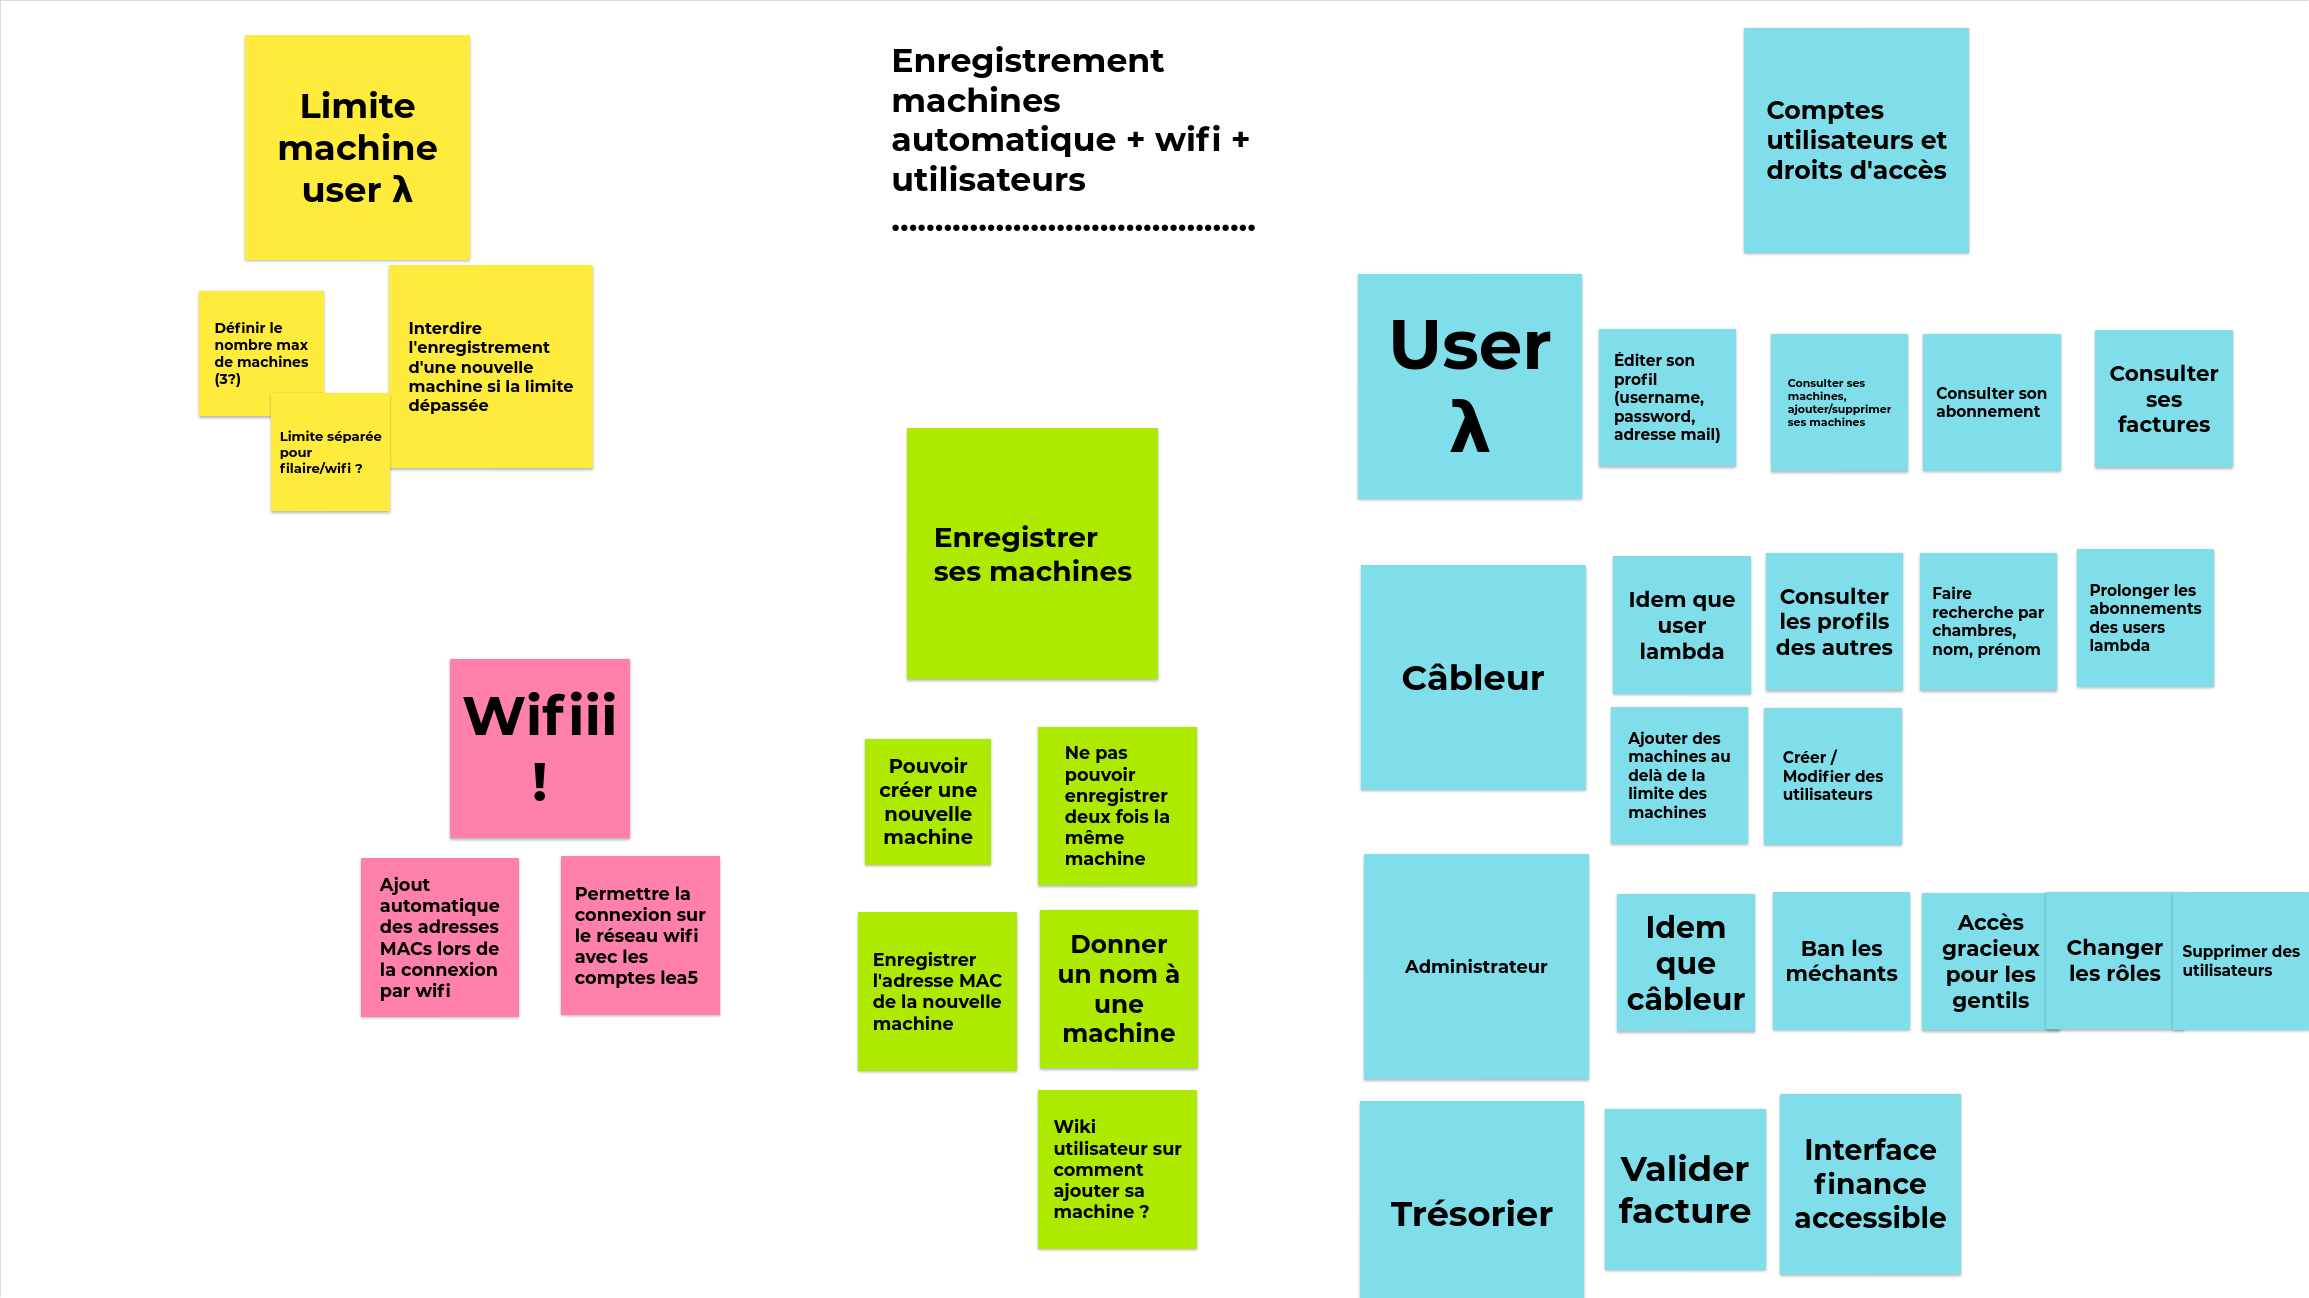 Limite
machine
user λ
Définir le
nombre max
de machines
(3?)
Limite séparée
pour
filaire/wifi ?
Interdire
l'enregistrement
d'une nouvelle
machine si la limite
dépassée
Wifiii
!
Ajout
automatique
des adresses
MACs lors de
la connexion
par wifi
Permettre la
connexion sur
le réseau wifi
avec les
comptes lea5
Enregistrement
machines
automatique + wifi +
utilisateurs
Enregistrer
ses machines
Pouvoir
créer une
nouvelle
machine
Ne pas
pouvoir
enregistrer
deux fois la
même
machine
Enregistrer
l'adresse MAC
de la nouvelle
machine
Donner
un nom à
une
machine
Wiki
utilisateur sur
comment
ajouter sa
machine ?
Comptes
utilisateurs et
droits d'accès
User
λ
Éditer son
profil
(username,
password,
adresse mail)
Consulter ses
machines,
ajouter/supprimer
ses machines
Consulter son
abonnement
Consulter
ses
factures
Câbleur
Idem que
user
lambda
Consulter
les profils
des autres
Faire
recherche par
chambres,
nom, prénom
Prolonger les
abonnements
des users
lambda
Ajouter des
machines au
delà de la
limite des
machines
Créer /
Modifier des
utilisateurs
Administrateur
Idem
que
câbleur
Ban les
méchants
Accès
gracieux
pour les
gentils
Changer
les rôles
Supprimer des
utilisateurs
Trésorier
Valider
facture
Interface
finance
accessible